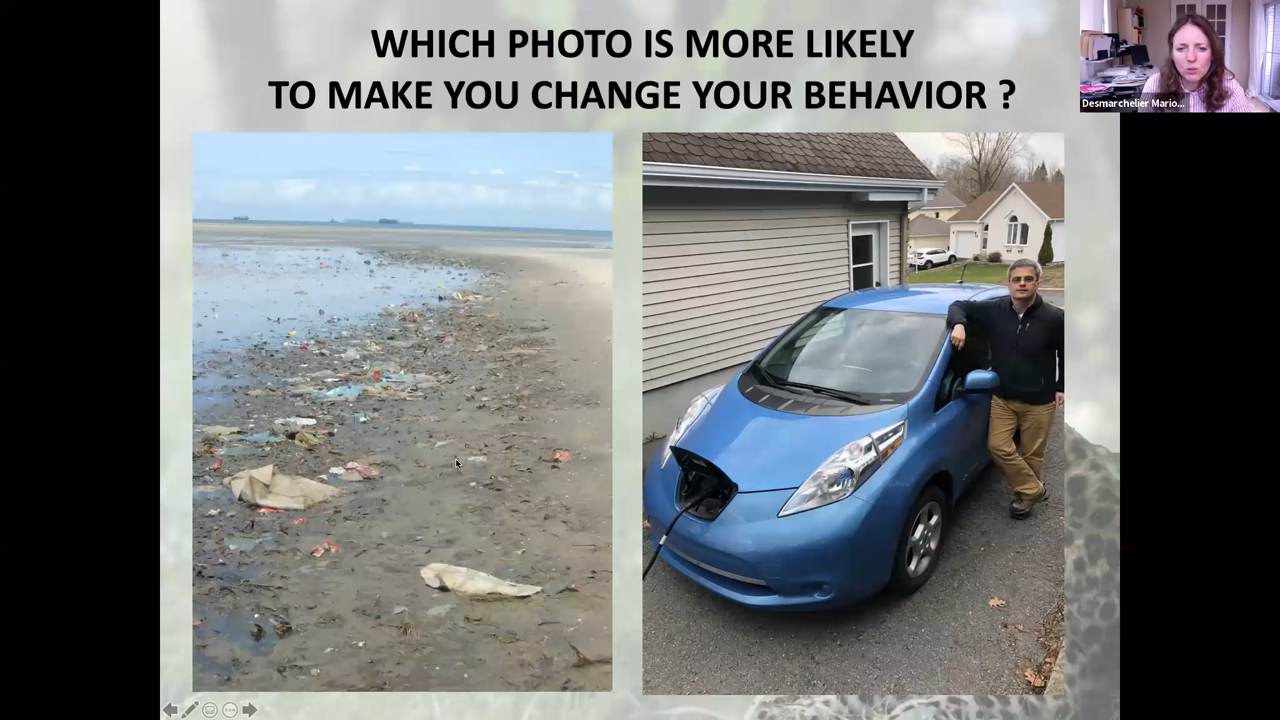 WHICH PHOTO IS MORE LIKELY
TO MAKE YOU CHANGE YOUR BEHAVIOR ?
Desmarchelier Mario...